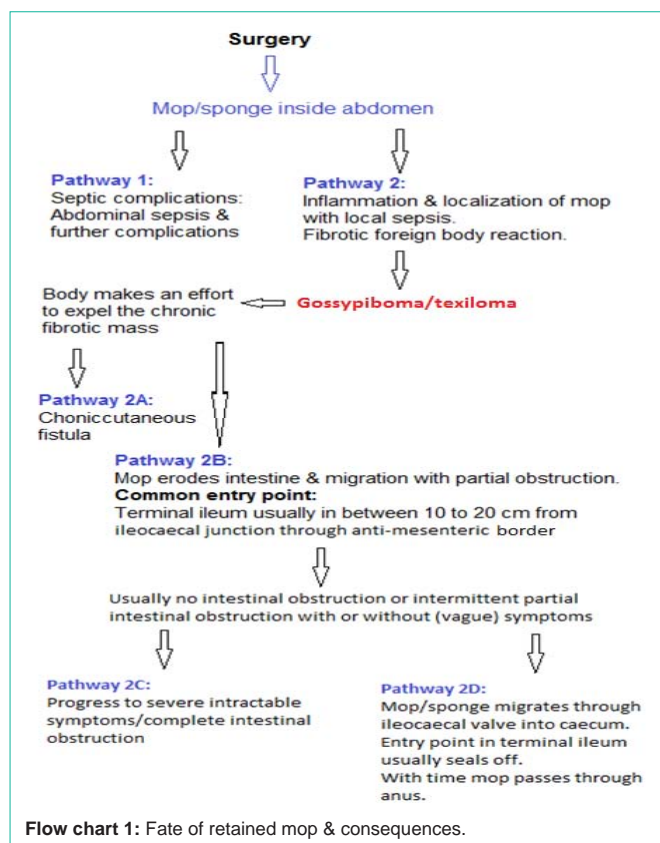 Surgery
Mop/sponge inside abdomen
Pathway 1:
Septic complications:
Abdominal sepsis &
further complications
Pathway 2:
Inflammation & localization of mop
with local sepsis.
Fibrotic foreign body reaction.
Body makes an effort
to expel the chronic
fibrotic mass
Gossypiboma/texiloma
Pathway 2A:
Choniccutaneous
fistula
Pathway 2B:
Mop erodes intestine & migration with partial obstruction.
Common entry point:
Terminal ileum usually in between 10 to 20 cm from
ileocaecal junction through anti-mesenteric border
Usually no intestinal obstruction or intermittent partial
intestinal obstruction with or without (vague) symptoms
Pathway 2C:
Progress to severe intractable
symptoms/complete intestinal
obstruction
Pathway 2D:
Mop/sponge migrates through
ileocaecal valve into caecum.
Entry point in terminal ileum
usually seals off.
With time mop passes through
anus.
Flow chart 1: Fate of retained mop & consequences.